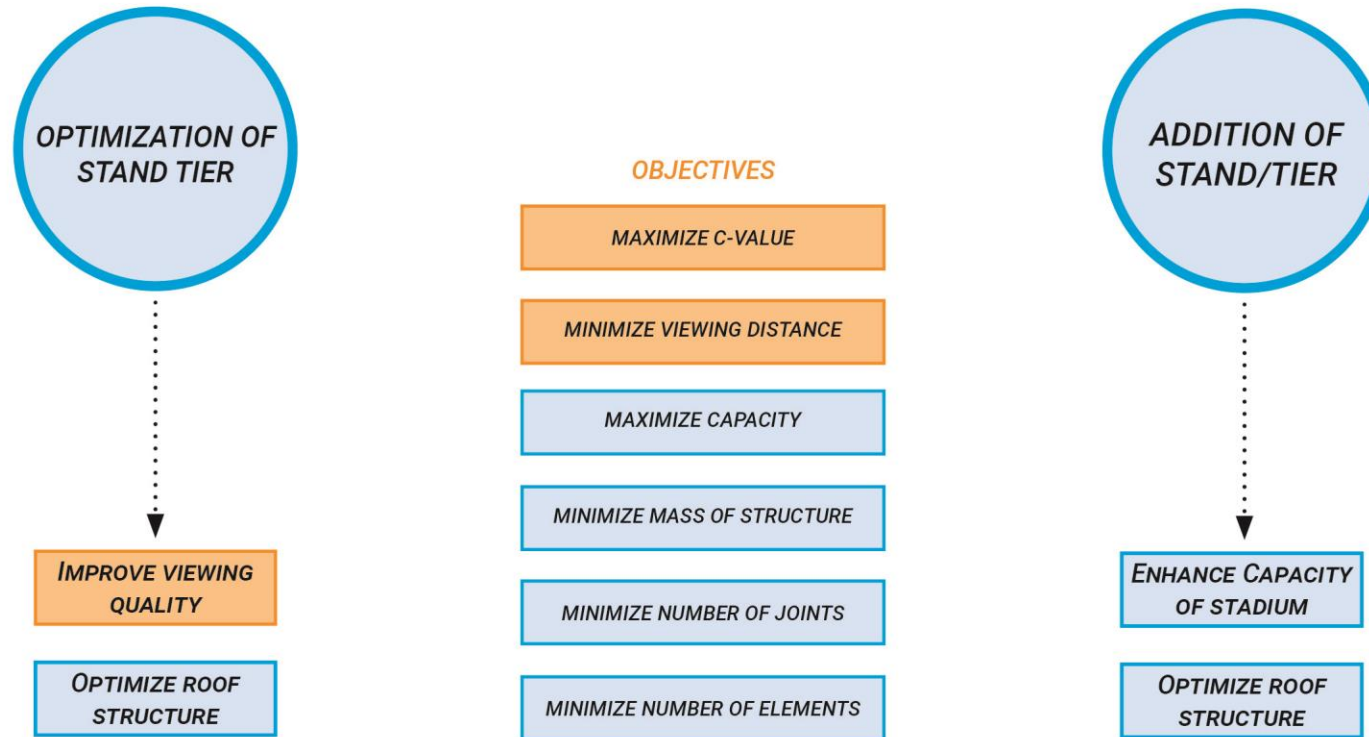 OPTIMIZATION OF
STAND TIER
IMPROVE VIEWING
QUALITY
OPTIMIZE ROOF
STRUCTURE
OBJECTIVES
MAXIMIZE C-VALUE
MINIMIZE VIEWING DISTANCE
MAXIMIZE CAPACITY
MINIMIZE MASS OF STRUCTURE
MINIMIZE NUMBER OF JOINTS
MINIMIZE NUMBER OF ELEMENTS
ADDITION OF
STAND/TIER
ENHANCE CAPACITY
OF STADIUM
OPTIMIZE ROOF
STRUCTURE